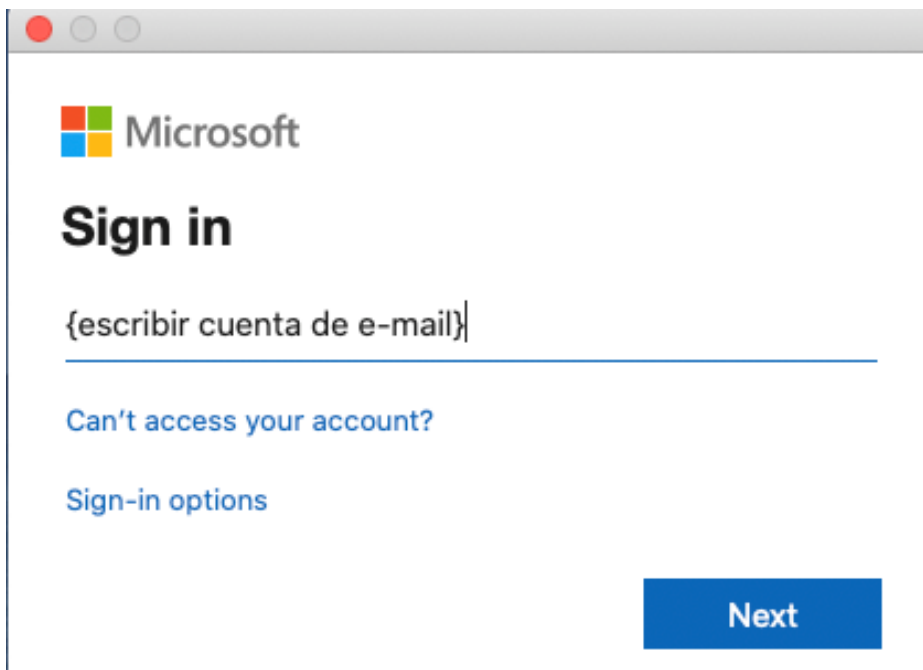 Microsoft
Sign in
{escribir cuenta de e-mail}
Can't access your account?
Sign-in options
Next